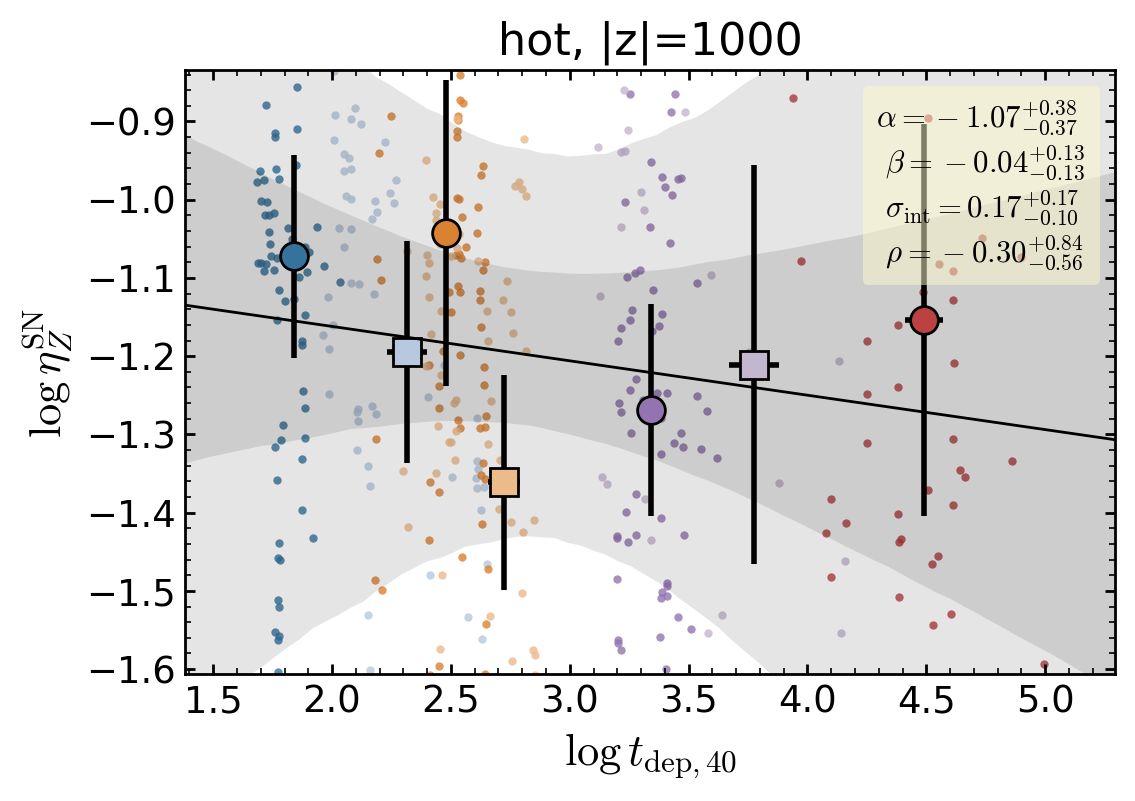 hot, |z|=1000
α = −1.07^{+0.38}_{−0.37}
β = −0.04^{+0.13}_{−0.13}
σ_int = 0.17^{+0.17}_{−0.10}
ρ = −0.30^{+0.84}_{−0.56}
log η_Z^{SN}
−0.9
−1.0
−1.1
−1.2
−1.3
−1.4
−1.5
−1.6
1.5 2.0 2.5 3.0 3.5 4.0 4.5 5.0
log t_{dep, 40}